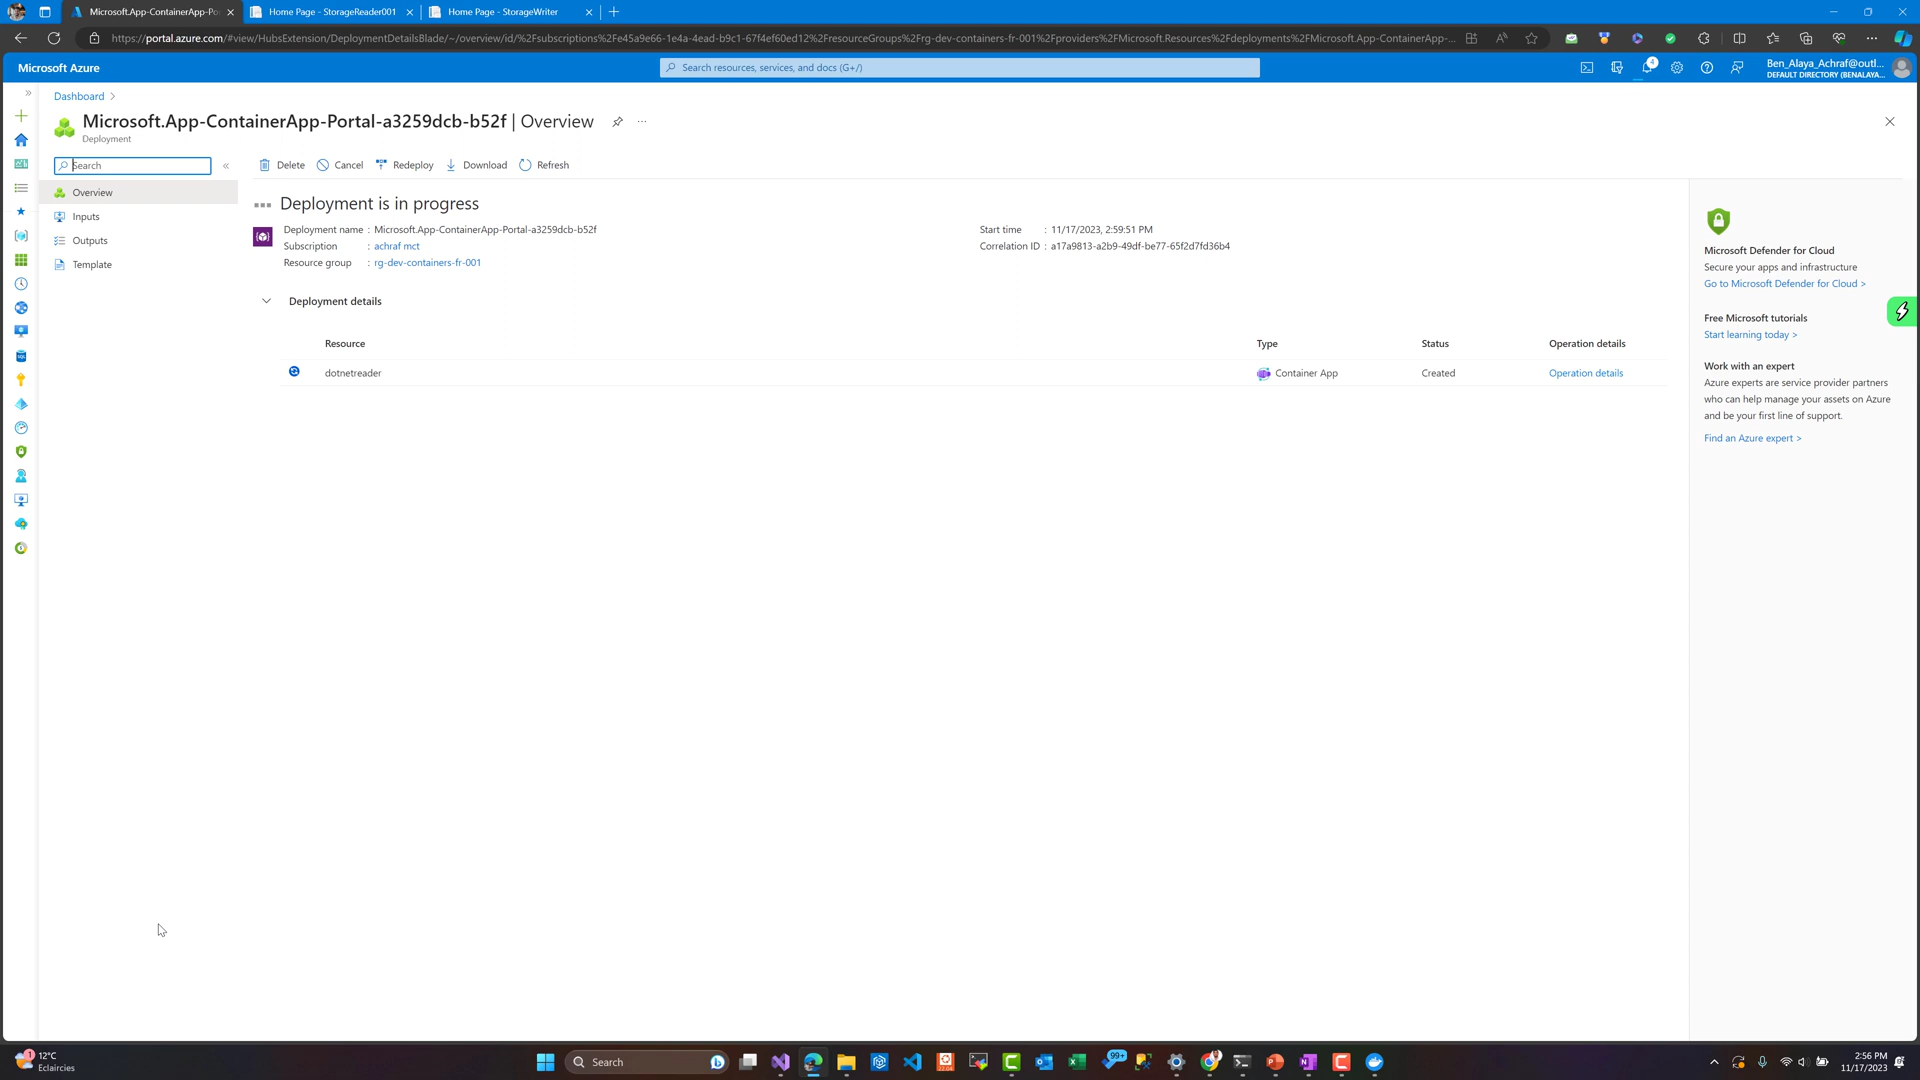 Microsoft.App-ContainerApp-Po
Home Page - StorageReader001
Home Page - StorageWriter
https://portal.azure.com/#view/HubsExtension/DeploymentDetailsBlade/~/overview/id/%2Fsubscriptions%2Fe45a9e66-1e4a-4ead-b9c1-67f4ef60ed12%2FresourceGroups%2Frg-dev-containers-fr-001%2Fproviders%2FMicrosoft.Resources%2Fdeployments%2FMicrosoft.App-ContainerApp-...
Microsoft Azure
Search resources, services, and docs (G+/)
4
Ben_Alaya_Achraf@outl...
DEFAULT DIRECTORY (BENALAYA...
Dashboard
Microsoft.App-ContainerApp-Portal-a3259dcb-b52f | Overview
Deployment
Search
Delete
Cancel
Redeploy
Download
Refresh
Overview
Inputs
Outputs
Template
Deployment is in progress
Deployment name : Microsoft.App-ContainerApp-Portal-a3259dcb-b52f
Subscription : achraf mct
Resource group : rg-dev-containers-fr-001
Start time : 11/17/2023, 2:59:51 PM
Correlation ID : a17a9813-a2b9-49df-be77-65f2d7fd36b4
Deployment details
Resource Type Status Operation details
dotnetreader Container App Created Operation details
Microsoft Defender for Cloud
Secure your apps and infrastructure
Go to Microsoft Defender for Cloud >
Free Microsoft tutorials
Start learning today >
Work with an expert
Azure experts are service provider partners
who can help manage your assets on Azure
and be your first line of support.
Find an Azure expert >
1
12°C
Eclaircies
Search
22.04
99+
2:56 PM
11/17/2023